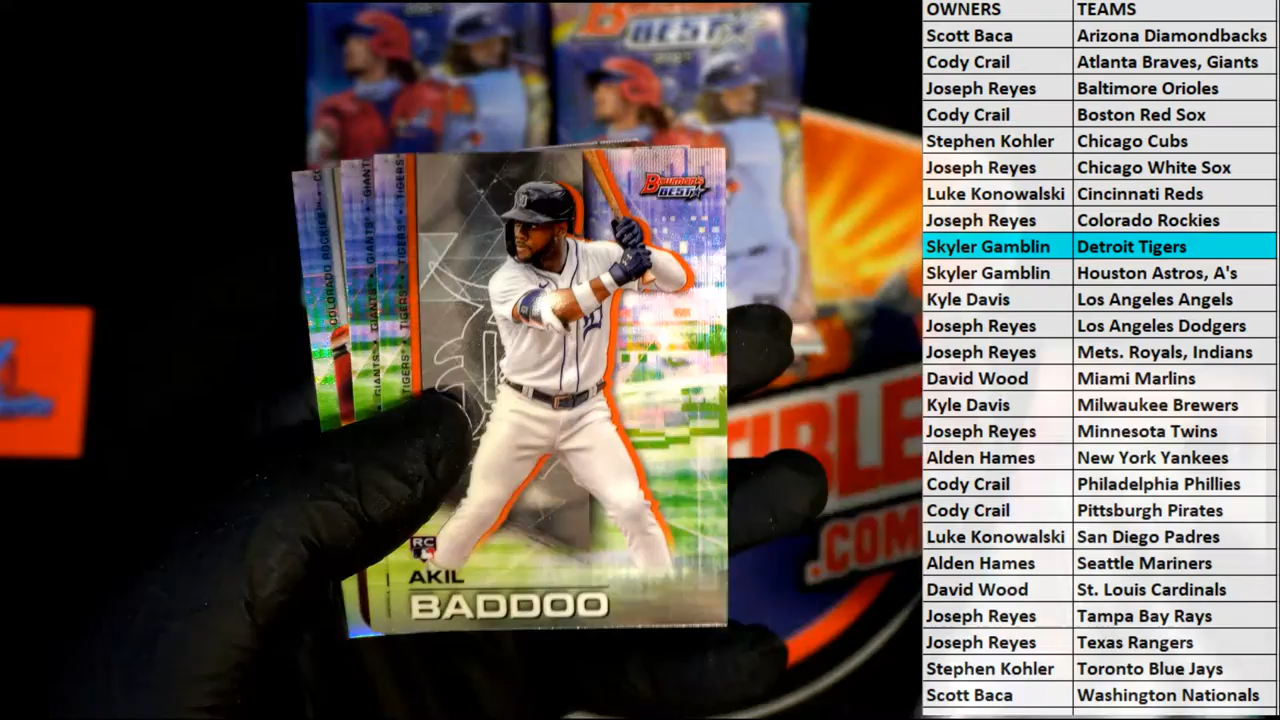 Bowman's
BEST
Bowman's
BEST
COLORADO ROCKIES
GIANTS
GIANTS
TIGERS
TIGERS
RC
AKIL
BADDOO
.COM
OWNERS TEAMS
Scott Baca Arizona Diamondbacks
Cody Crail Atlanta Braves, Giants
Joseph Reyes Baltimore Orioles
Cody Crail Boston Red Sox
Stephen Kohler Chicago Cubs
Joseph Reyes Chicago White Sox
Luke Konowalski Cincinnati Reds
Joseph Reyes Colorado Rockies
Skyler Gamblin Detroit Tigers
Skyler Gamblin Houston Astros, A's
Kyle Davis Los Angeles Angels
Joseph Reyes Los Angeles Dodgers
Joseph Reyes Mets. Royals, Indians
David Wood Miami Marlins
Kyle Davis Milwaukee Brewers
Joseph Reyes Minnesota Twins
Alden Hames New York Yankees
Cody Crail Philadelphia Phillies
Cody Crail Pittsburgh Pirates
Luke Konowalski San Diego Padres
Alden Hames Seattle Mariners
David Wood St. Louis Cardinals
Joseph Reyes Tampa Bay Rays
Joseph Reyes Texas Rangers
Stephen Kohler Toronto Blue Jays
Scott Baca Washington Nationals